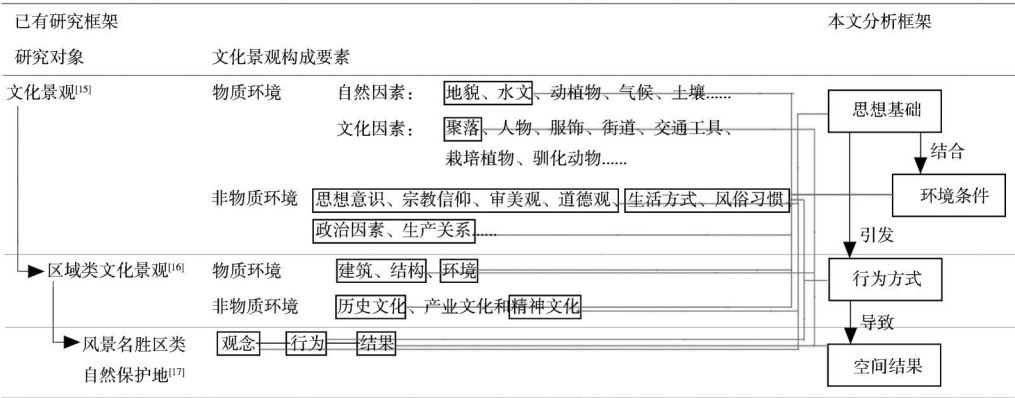 已有研究框架 本文分析框架
研究对象 文化景观构成要素
文化景观[15] 物质环境 自然因素： 地貌、水文、动植物、气候、土壤......
思想基础
文化因素： 聚落、人物、服饰、街道、交通工具、
结合
栽培植物、驯化动物......
非物质环境 思想意识、宗教信仰、审美观、道德观、生活方式、风俗习惯、
环境条件
政治因素、生产关系......
引发
区域类文化景观[16] 物质环境 建筑、结构、环境
行为方式
非物质环境 历史文化、产业文化和精神文化
导致
风景名胜区类 观念 行为 结果
自然保护地[17]
空间结果